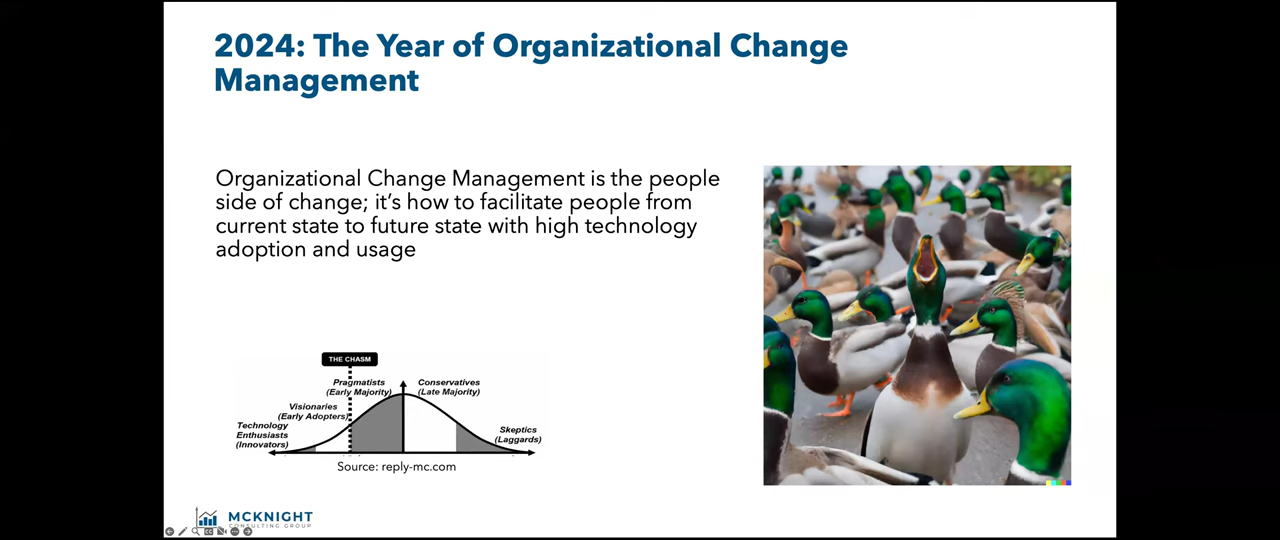 2024: The Year of Organizational Change
Management
Organizational Change Management is the people
side of change; it's how to facilitate people from
current state to future state with high technology
adoption and usage
THE CHASM
Pragmatists
(Early Majority)
Conservatives
(Late Majority)
Visionaries
(Early Adopters)
Technology
Enthusiasts
(Innovators)
Skeptics
(Laggards)
Source: reply-mc.com
MCKNIGHT
CONSULTING GROUP